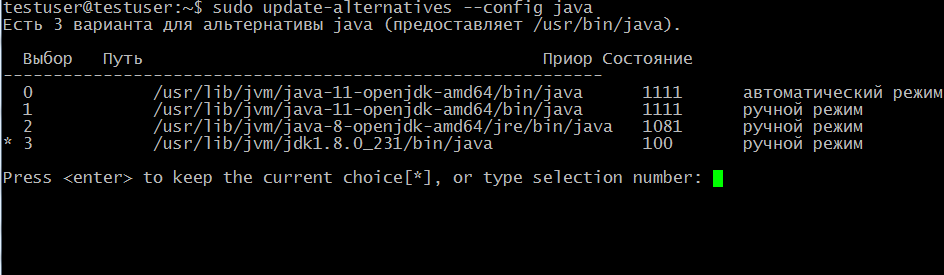 testuser@testuser:~$ sudo update-alternatives --config java
Есть 3 варианта для альтернативы java (предоставляет /usr/bin/java).
Выбор Путь Приор Состояние
------------------------------------------------------------
0 /usr/lib/jvm/java-11-openjdk-amd64/bin/java 1111 автоматический режим
1 /usr/lib/jvm/java-11-openjdk-amd64/bin/java 1111 ручной режим
2 /usr/lib/jvm/java-8-openjdk-amd64/jre/bin/java 1081 ручной режим
* 3 /usr/lib/jvm/jdk1.8.0_231/bin/java 100 ручной режим
Press <enter> to keep the current choice[*], or type selection number: